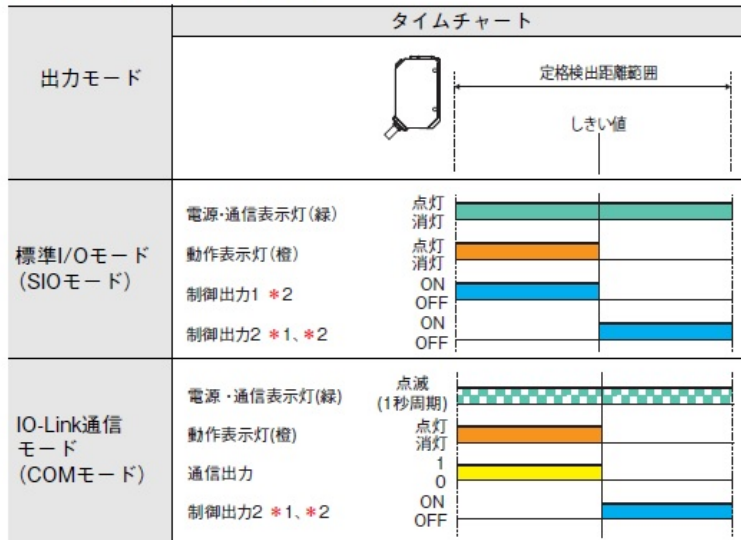 タイムチャート
出力モード
定格検出距離範囲
しきい値
標準I/Oモード
(SIOモード)
電源・通信表示灯(緑)
点灯
消灯
動作表示灯(橙)
点灯
消灯
制御出力1 *2
ON
OFF
制御出力2 *1、*2
ON
OFF
IO-Link通信
モード
(COMモード)
電源・通信表示灯(緑)
点滅
(1秒周期)
動作表示灯(橙)
点灯
消灯
通信出力
1
0
制御出力2 *1、*2
ON
OFF